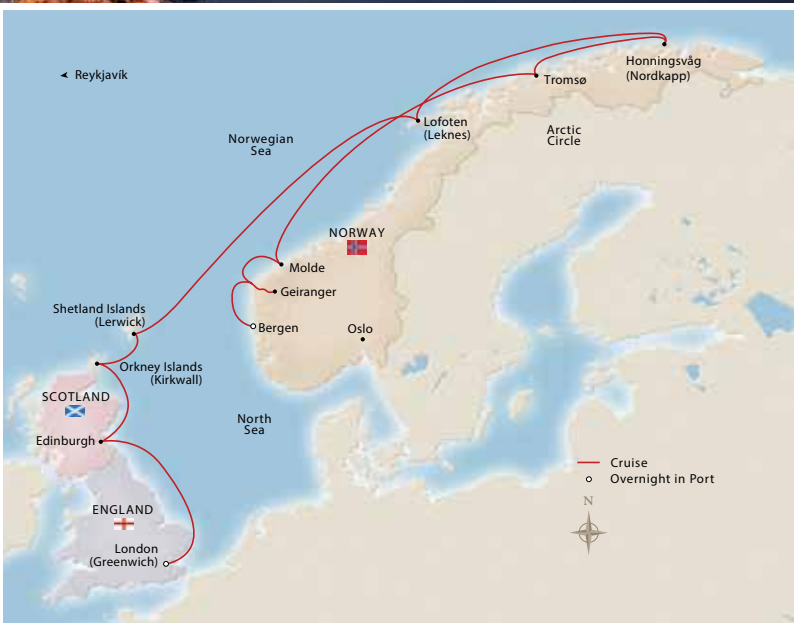 Reykjavík
Honningsvåg
(Nordkapp)
Tromsø
Lofoten
(Leknes)
Arctic
Circle
Norwegian
Sea
NORWAY
Molde
Geiranger
Shetland Islands
(Lerwick)
Bergen
Oslo
Orkney Islands
(Kirkwall)
SCOTLAND
North
Sea
Edinburgh
Cruise
Overnight in Port
N
ENGLAND
London
(Greenwich)